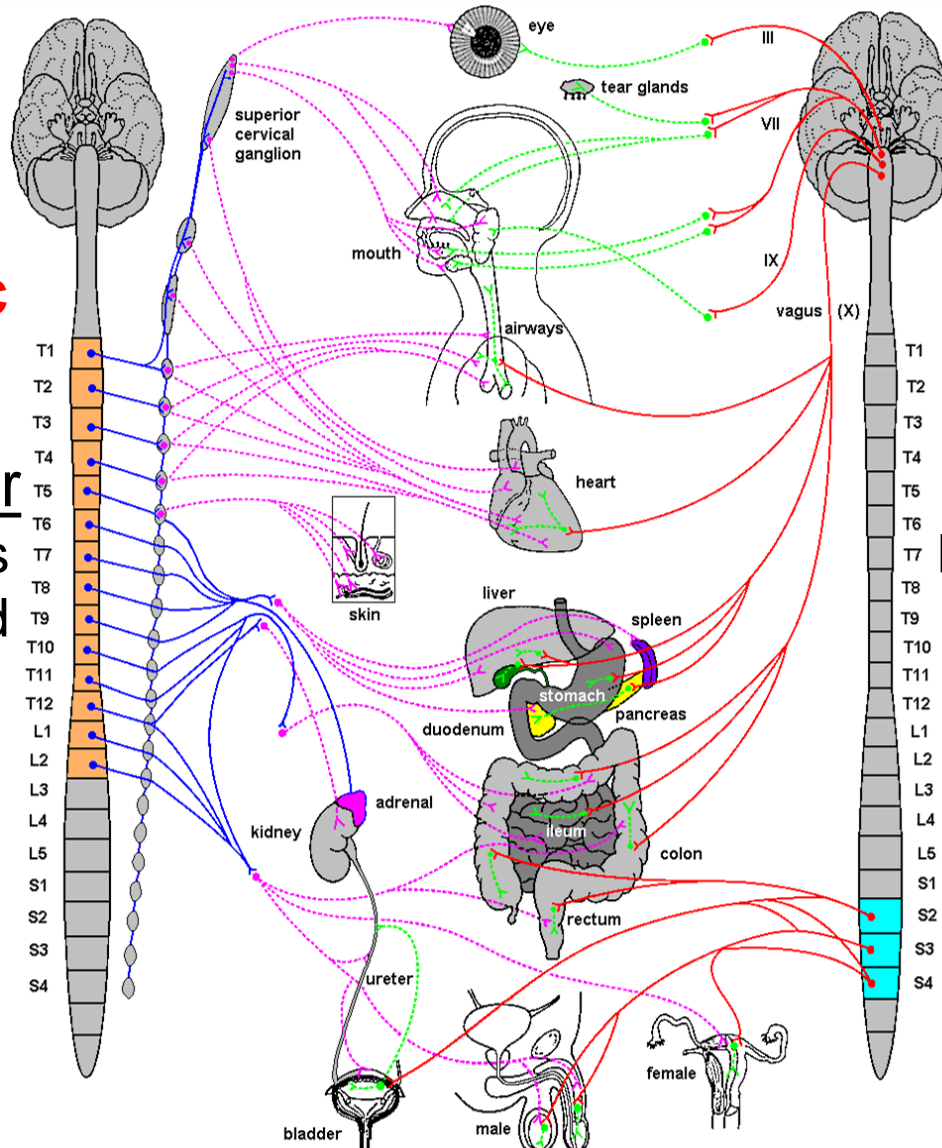 eye
III
tear glands
superior
cervical
ganglion
VII
mouth
IX
c
airways
vagus (X)
T1
T2
T3
T4
T5
T6
T7
T8
T9
T10
T11
T12
L1
L2
L3
L4
L5
S1
S2
S3
S4
r
s
d
heart
skin
liver
spleen
stomach
pancreas
duodenum
adrenal
kidney
ileum
colon
rectum
ureter
bladder
male
female
T1
T2
T3
T4
T5
T6
T7
T8
T9
T10
T11
T12
L1
L2
L3
L4
L5
S1
S2
S3
S4